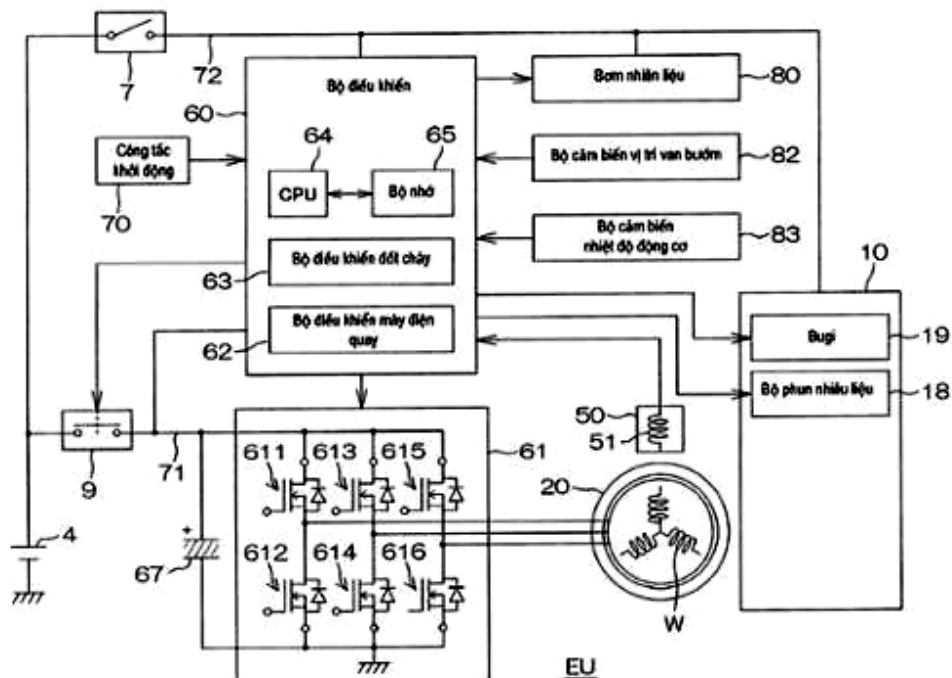 7
72
60
Bộ điều khiển
Bơm nhiên liệu
80
Công tắc
khởi động
70
64
65
CPU
Bộ nhớ
Bộ cảm biến vị trí van bướm
82
Bộ cảm biến
nhiệt độ động cơ
83
Bộ điều khiển đốt cháy
63
Bộ điều khiển máy điện
quay
62
10
Bugi
19
Bộ phun nhiêu liệu
18
50
51
9
71
61
611
613
615
20
4
+
67
612
614
616
W
EU